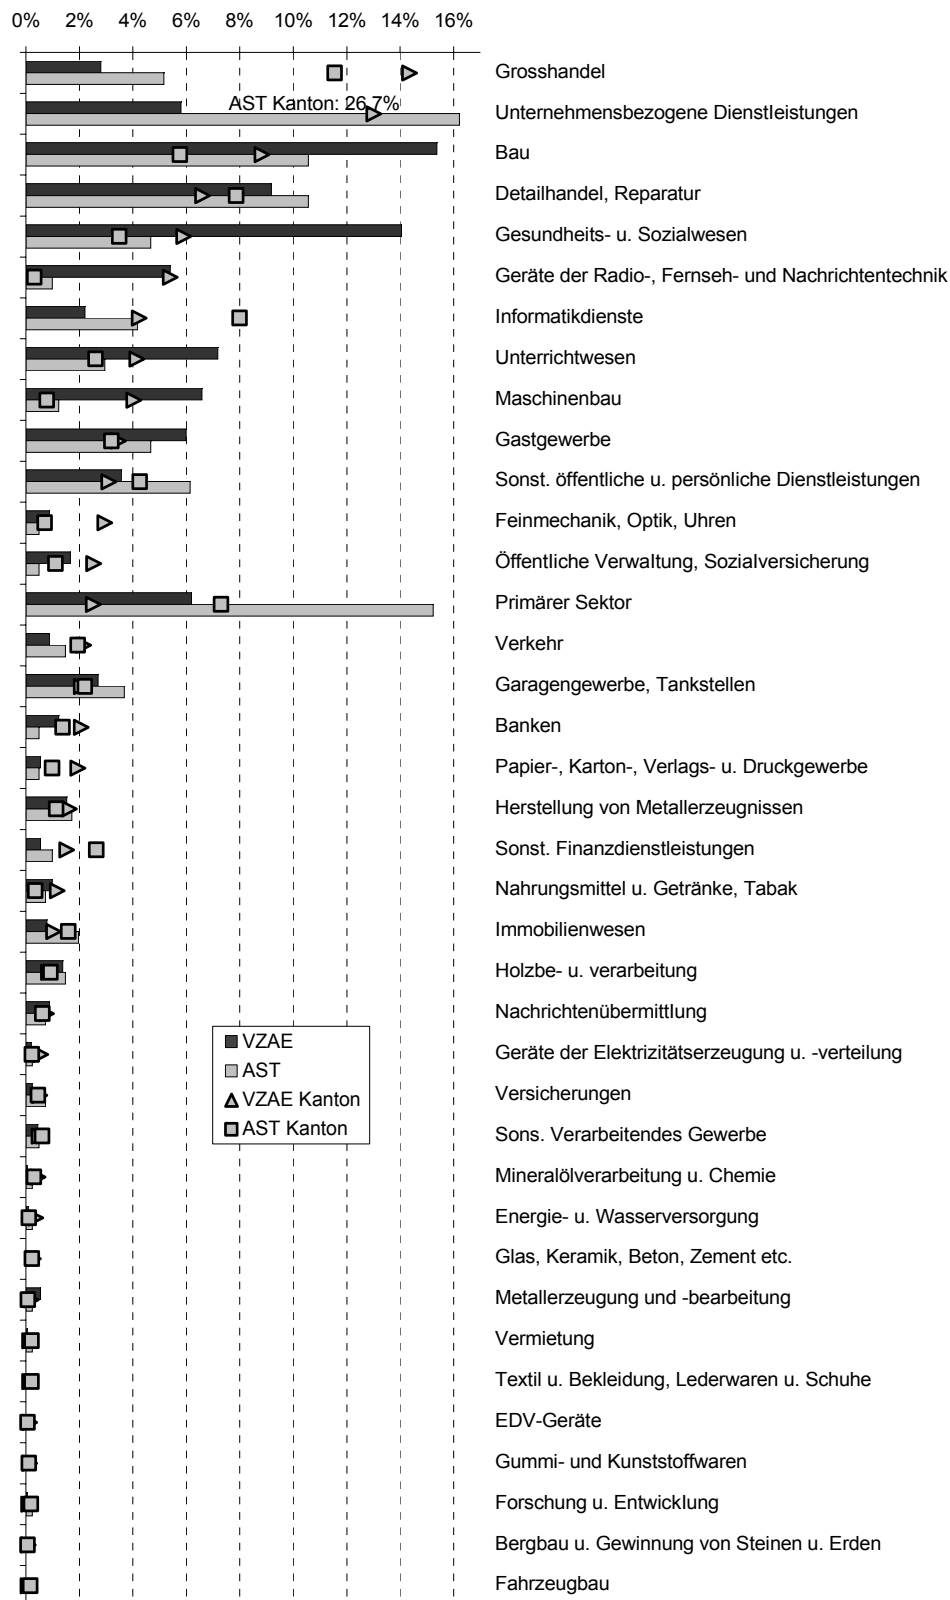 0% 2% 4% 6% 8% 10% 12% 14% 16%
Grosshandel
AST Kanton: 26.7%
Unternehmensbezogene Dienstleistungen
Bau
Detailhandel, Reparatur
Gesundheits- u. Sozialwesen
Geräte der Radio-, Fernseh- und Nachrichtentechnik
Informatikdienste
Unterrichtwesen
Maschinenbau
Gastgewerbe
Sonst. öffentliche u. persönliche Dienstleistungen
Feinmechanik, Optik, Uhren
Öffentliche Verwaltung, Sozialversicherung
Primärer Sektor
Verkehr
Garagengewerbe, Tankstellen
Banken
Papier-, Karton-, Verlags- u. Druckgewerbe
Herstellung von Metallerzeugnissen
Sonst. Finanzdienstleistungen
Nahrungsmittel u. Getränke, Tabak
Immobilienwesen
Holzbe- u. verarbeitung
Nachrichtenübermittlung
Geräte der Elektrizitätserzeugung u. -verteilung
Versicherungen
Sons. Verarbeitendes Gewerbe
Mineralölverarbeitung u. Chemie
Energie- u. Wasserversorgung
Glas, Keramik, Beton, Zement etc.
Metallerzeugung und -bearbeitung
Vermietung
Textil u. Bekleidung, Lederwaren u. Schuhe
EDV-Geräte
Gummi- und Kunststoffwaren
Forschung u. Entwicklung
Bergbau u. Gewinnung von Steinen u. Erden
Fahrzeugbau
VZAE
AST
VZAE Kanton
AST Kanton